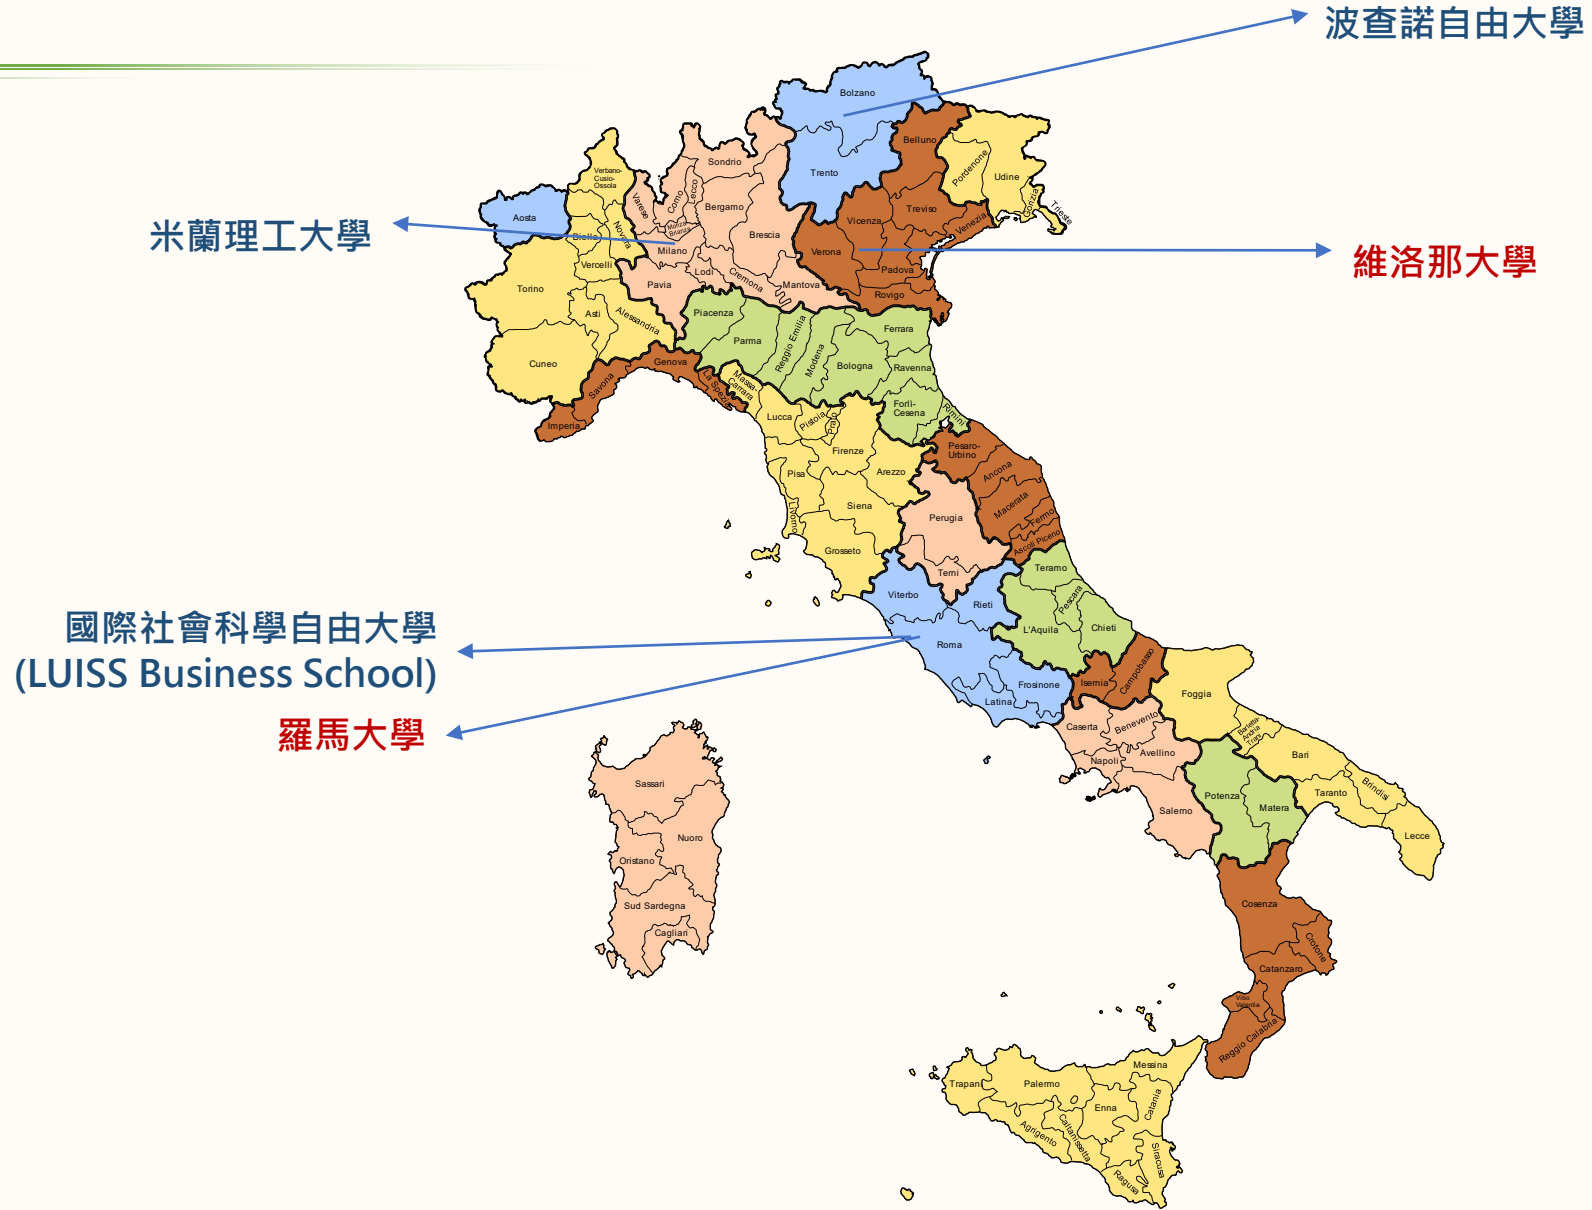 波查諾自由大學
米蘭理工大學
維洛那大學
國際社會科學自由大學
(LUISS Business School)
羅馬大學
Bolzano
Trento
Belluno
Pordenone
Udine
Gorizia
Trieste
Treviso
Venezia
Vicenza
Verona
Padova
Rovigo
Sondrio
Lecco
Como
Varese
Bergamo
Monza
Brianza
Brescia
Milano
Lodi
Cremona
Mantova
Pavia
Verbano-
Cusio-
Ossola
Aosta
Biella
Novara
Vercelli
Torino
Asti
Alessandria
Cuneo
Genova
Savona
La Spezia
Imperia
Piacenza
Parma
Reggio Emilia
Modena
Bologna
Ferrara
Ravenna
Forlì-
Cesena
Rimini
Massa-
Carrara
Lucca
Pistoia
Prato
Firenze
Arezzo
Pisa
Livorno
Siena
Grosseto
Pesaro-
Urbino
Ancona
Macerata
Fermo
Ascoli Piceno
Perugia
Terni
Viterbo
Rieti
Roma
Frosinone
Latina
Teramo
Pescara
L'Aquila
Chieti
Isernia
Campobasso
Caserta
Benevento
Napoli
Avellino
Salerno
Foggia
Barletta-
Andria
Trani
Bari
Brindisi
Taranto
Lecce
Potenza
Matera
Cosenza
Crotone
Catanzaro
Vibo
Valentia
Reggio Calabria
Sassari
Nuoro
Oristano
Sud Sardegna
Cagliari
Messina
Trapani
Palermo
Catania
Enna
Agrigento
Caltanissetta
Siracusa
Ragusa